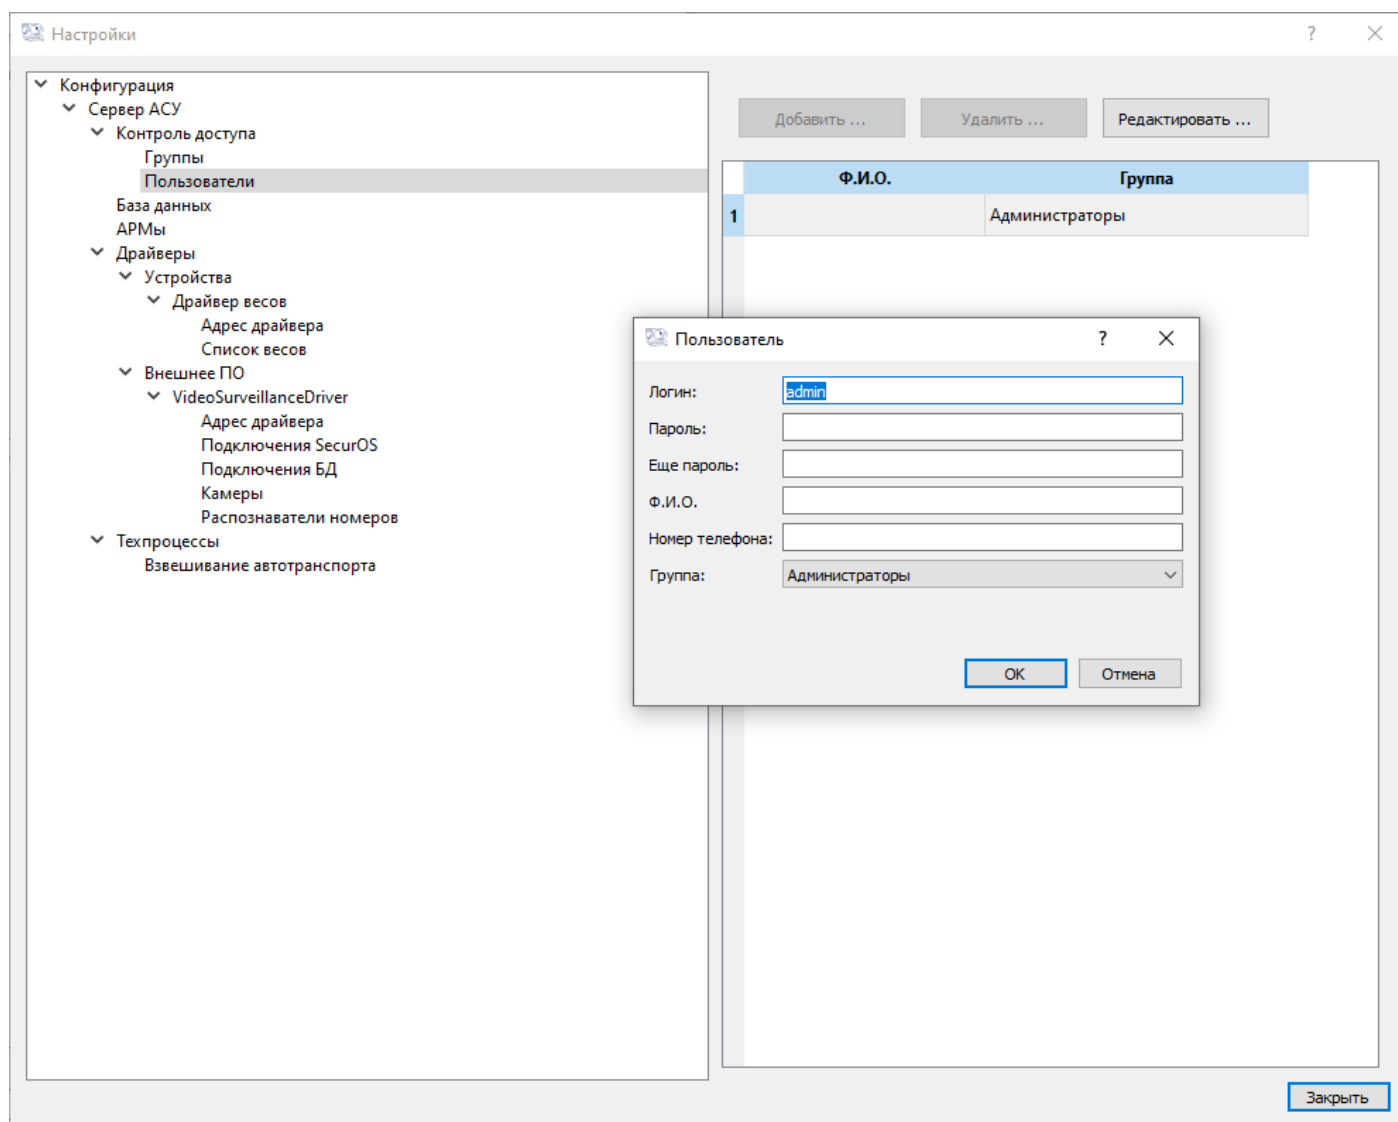 Настройки
Конфигурация
Сервер АСУ
Контроль доступа
Группы
Пользователи
База данных
АРМы
Драйверы
Устройства
Драйвер весов
Адрес драйвера
Список весов
Внешнее ПО
VideoSurveillanceDriver
Адрес драйвера
Подключения SecurOS
Подключения БД
Камеры
Распознаватели номеров
Техпроцессы
Взвешивание автотранспорта
Добавить ... Удалить ... Редактировать ...
Ф.И.О. Группа
1 Администраторы
Пользователь
Логин: admin
Пароль:
Еще пароль:
Ф.И.О.
Номер телефона:
Группа: Администраторы
OK Отмена
Закрыть